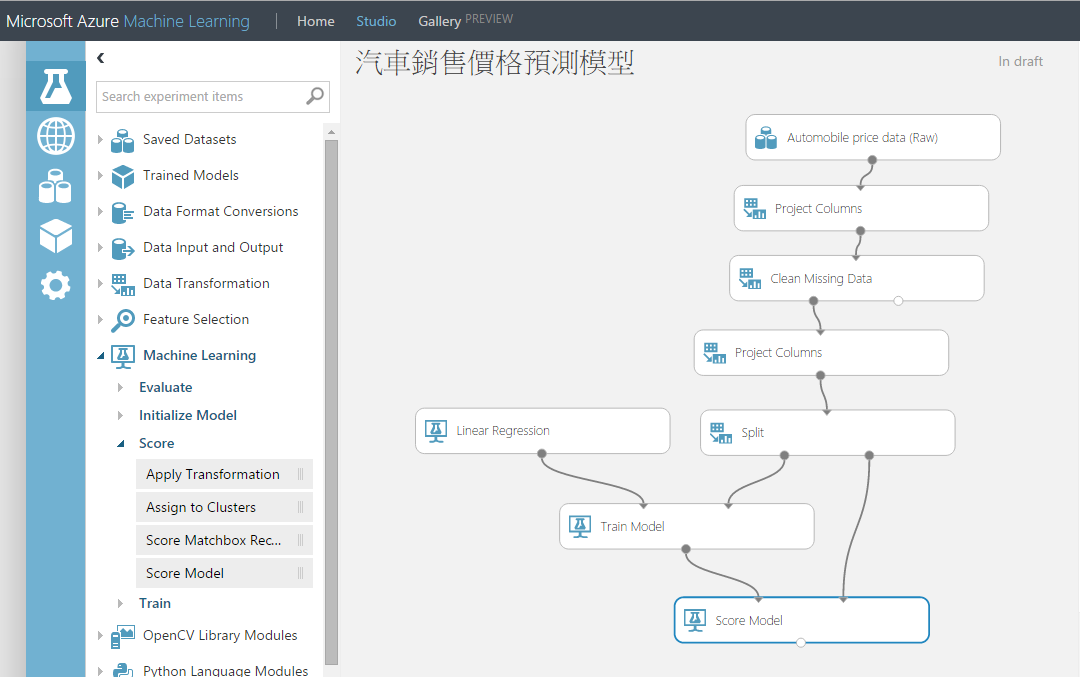 Microsoft Azure Machine Learning | Home Studio Gallery PREVIEW
汽車銷售價格預測模型
In draft
Search experiment items
Saved Datasets
Trained Models
Data Format Conversions
Data Input and Output
Data Transformation
Feature Selection
Machine Learning
Evaluate
Initialize Model
Score
Apply Transformation
Assign to Clusters
Score Matchbox Rec...
Score Model
Train
OpenCV Library Modules
Python Language Modules
Automobile price data (Raw)
Project Columns
Clean Missing Data
Project Columns
Linear Regression
Split
Train Model
Score Model